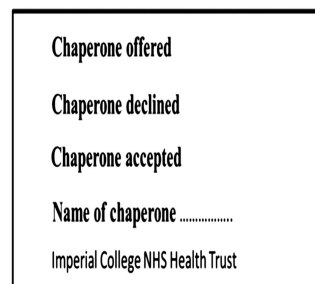 Chaperone offered
Chaperone declined
Chaperone accepted
Name of chaperone ................
Imperial College NHS Health Trust